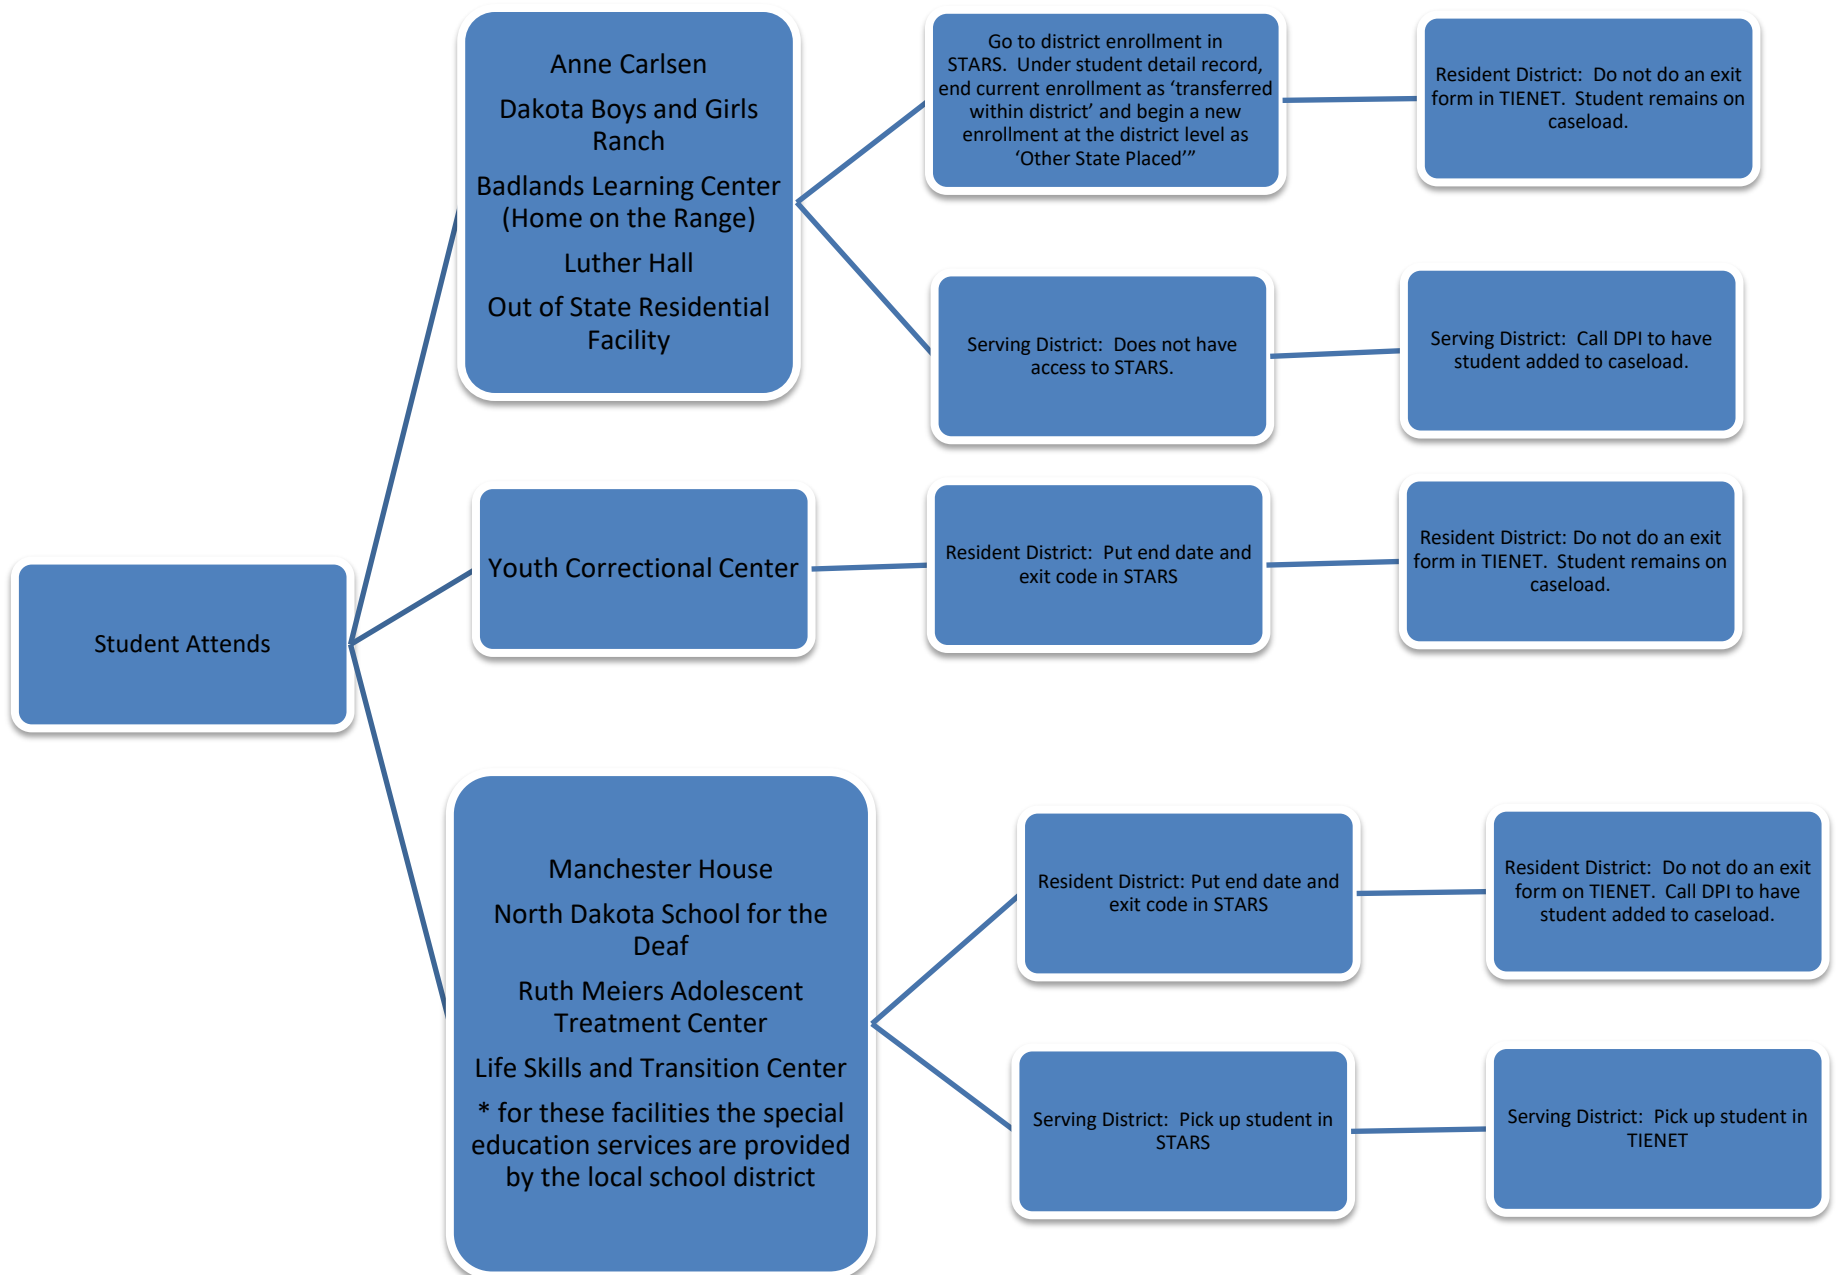 Student Attends
Anne Carlsen
Dakota Boys and Girls
Ranch
Badlands Learning Center
(Home on the Range)
Luther Hall
Out of State Residential
Facility
Go to district enrollment in
STARS.  Under student detail record,
end current enrollment as ‘transferred
within district’ and begin a new
enrollment at the district level as
‘Other State Placed’”
Resident District:  Do not do an exit
form in TIENET.  Student remains on
caseload.
Serving District:  Does not have
access to STARS.
Serving District:  Call DPI to have
student added to caseload.
Youth Correctional Center
Resident District:  Put end date and
exit code in STARS
Resident District: Do not do an exit
form in TIENET.  Student remains on
caseload.
Manchester House
North Dakota School for the
Deaf
Ruth Meiers Adolescent
Treatment Center
Life Skills and Transition Center
* for these facilities the special
education services are provided
by the local school district
Resident District: Put end date and
exit code in STARS
Resident District:  Do not do an exit
form on TIENET.  Call DPI to have
student added to caseload.
Serving District:  Pick up student in
STARS
Serving District:  Pick up student in
TIENET